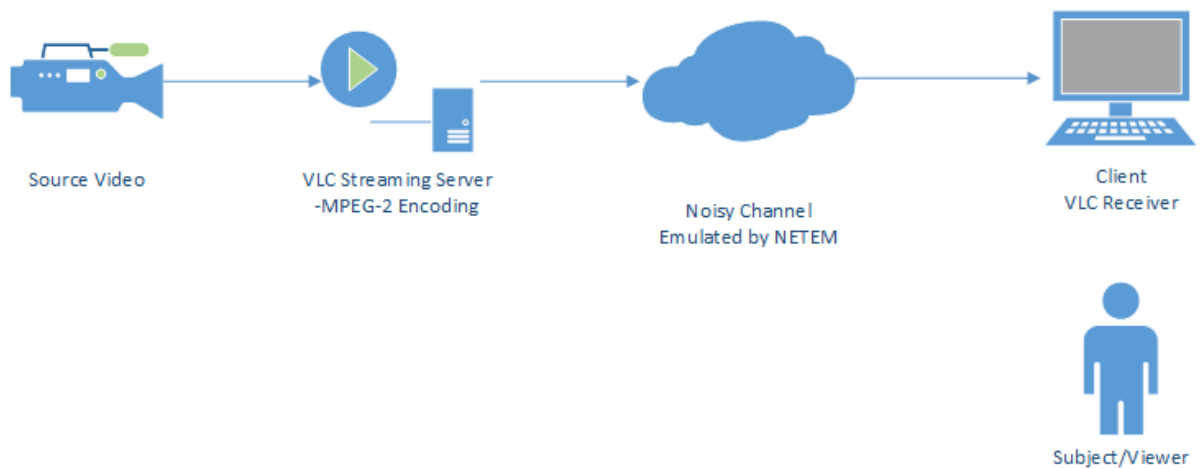 Source Video
VLC Streaming Server
-MPEG-2 Encoding
Noisy Channel
Emulated by NETEM
Client
VLC Receiver
Subject/Viewer